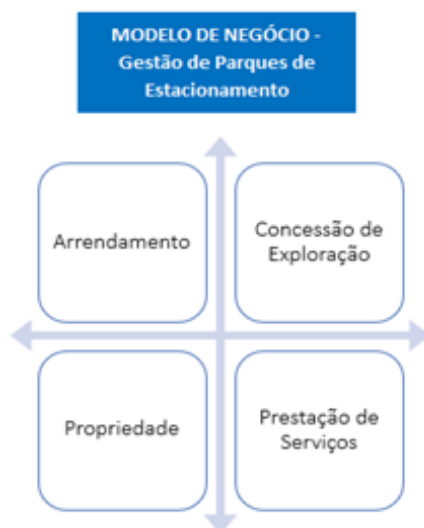 MODELO DE NEGÓCIO -
Gestão de Parques de
Estacionamento
Arrendamento
Concessão de
Exploração
Propriedade
Prestação de
Serviços